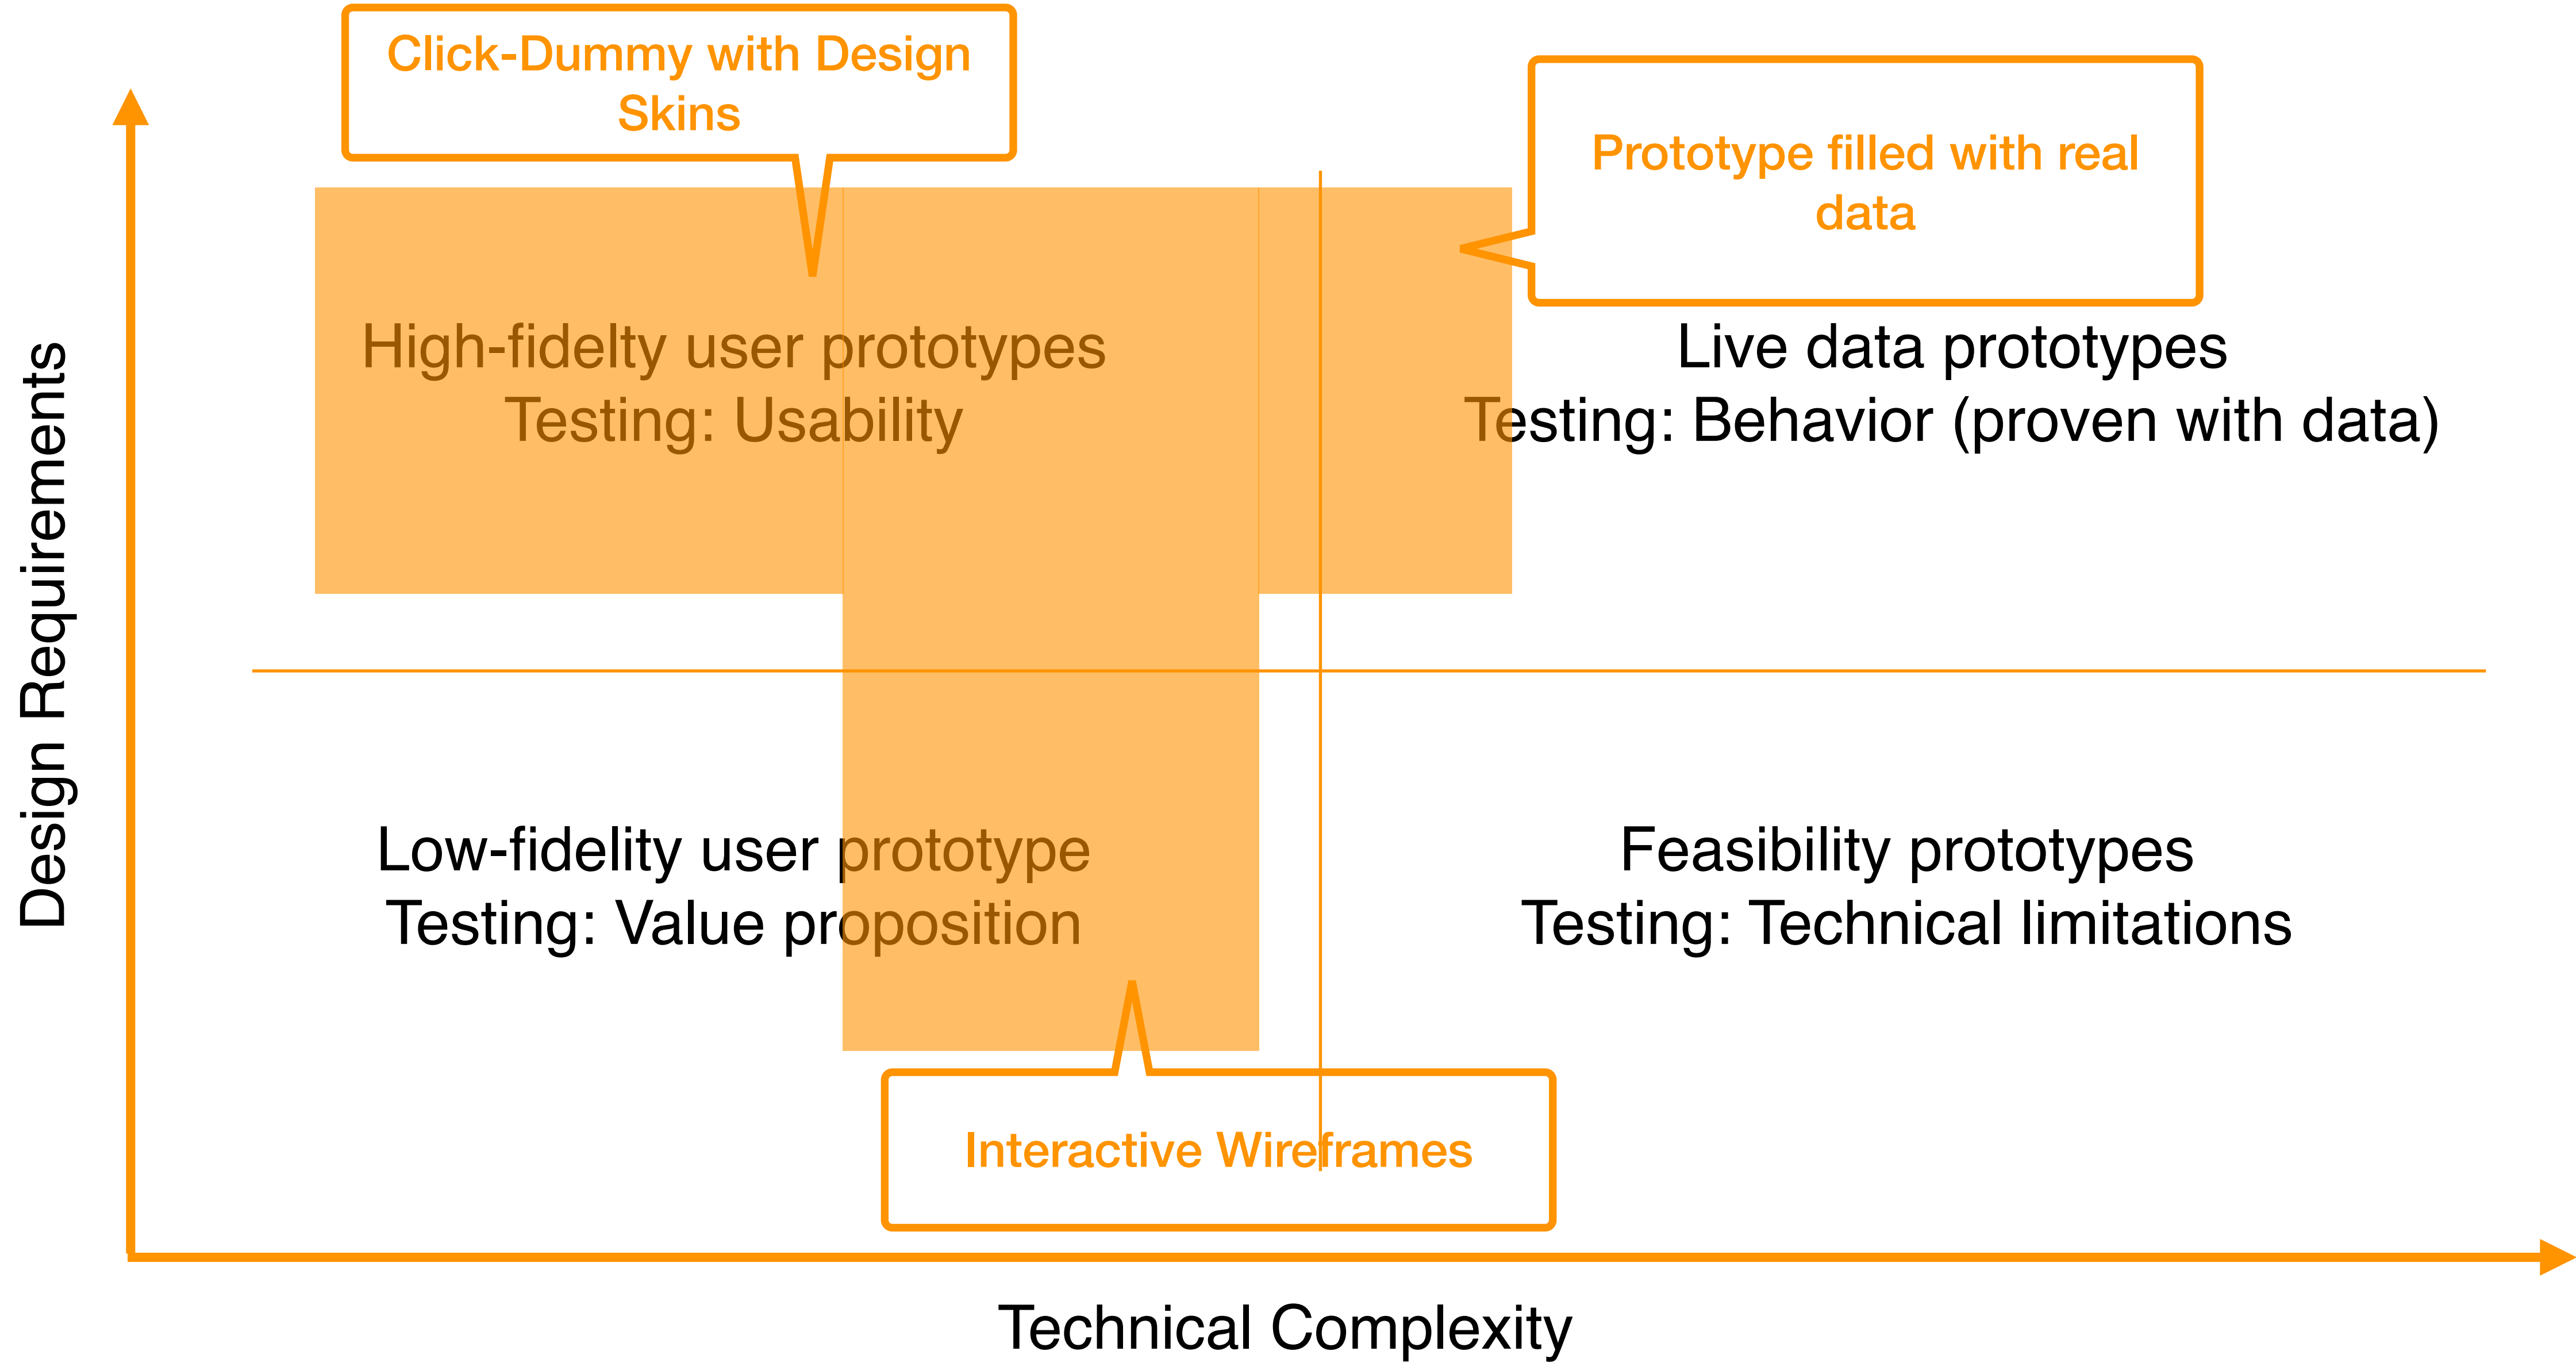 Click-Dummy with Design
Skins
Prototype filled with real
data
High-fidelty user prototypes
Testing: Usability
Live data prototypes
Testing: Behavior (proven with data)
Design Requirements
Low-fidelity user prototype
Testing: Value proposition
Feasibility prototypes
Testing: Technical limitations
Interactive Wireframes
Technical Complexity